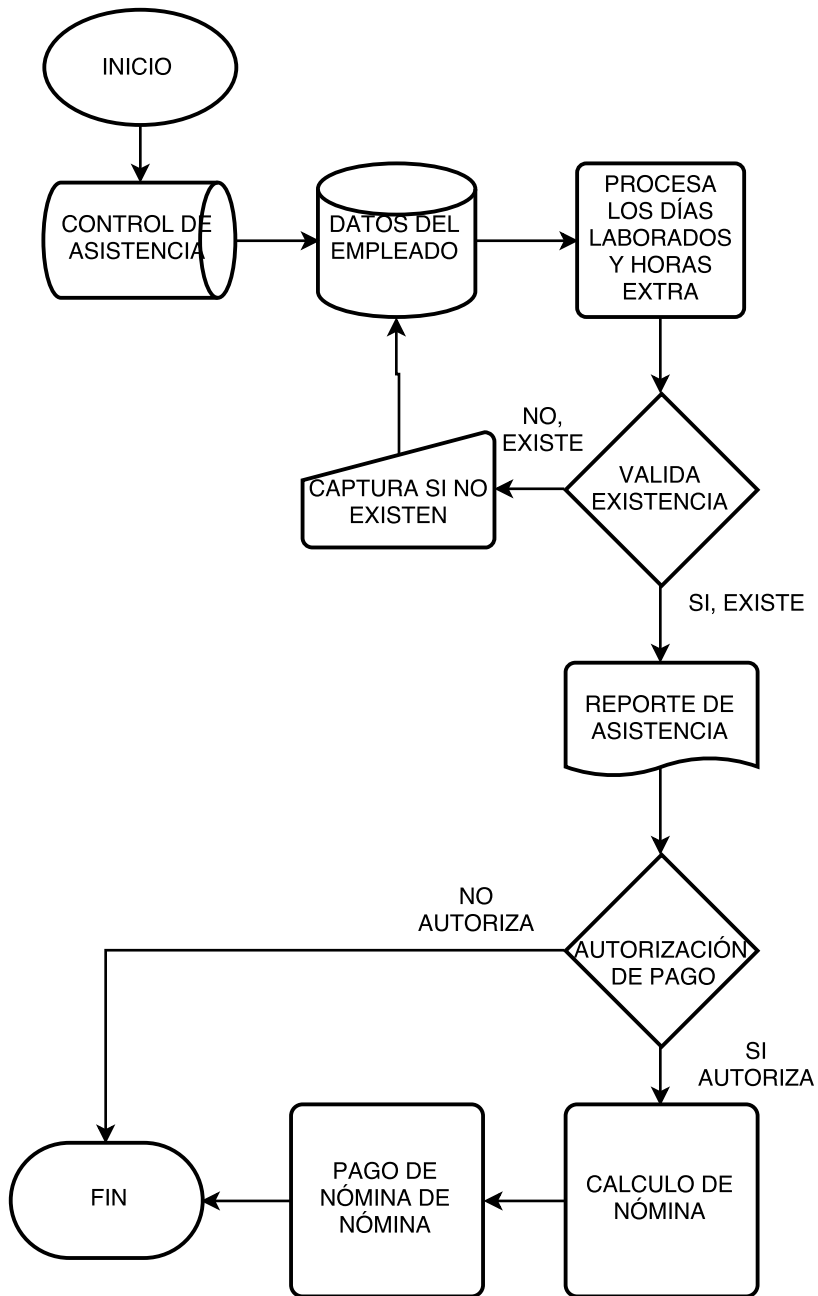 INICIO
CONTROL DE
ASISTENCIA
DATOS DEL
EMPLEADO
PROCESA
LOS DÍAS
LABORADOS
Y HORAS
EXTRA
NO,
EXISTE
VALIDA
EXISTENCIA
CAPTURA SI NO
EXISTEN
SI, EXISTE
REPORTE DE
ASISTENCIA
NO
AUTORIZA
AUTORIZACIÓN
DE PAGO
SI
AUTORIZA
CALCULO DE
NÓMINA
PAGO DE
NÓMINA DE
NÓMINA
FIN